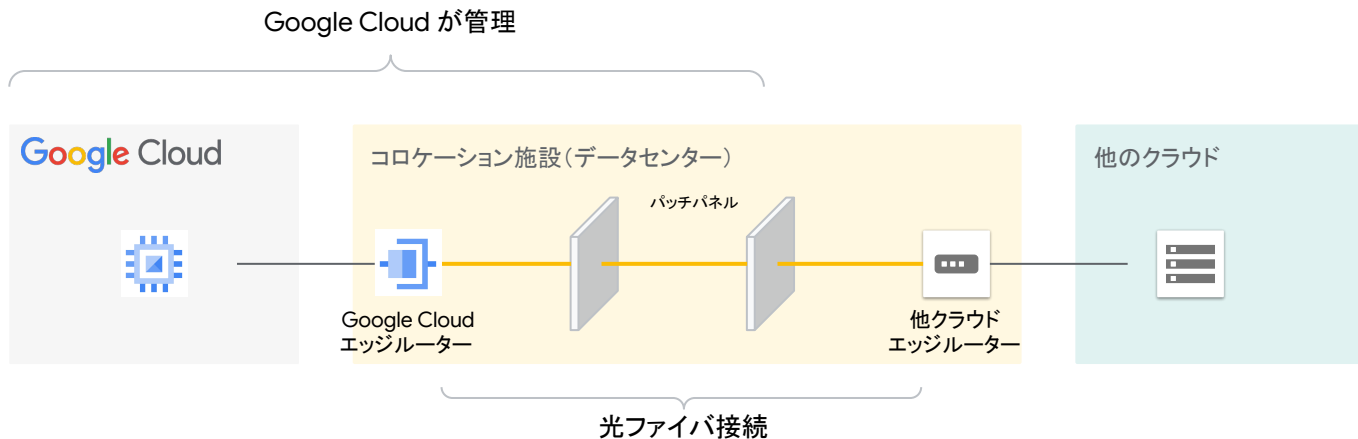 Google Cloud が管理
Google Cloud
コロケーション施設(データセンター)
他のクラウド
パッチパネル
Google Cloud
エッジルーター
他クラウド
エッジルーター
光ファイバ接続